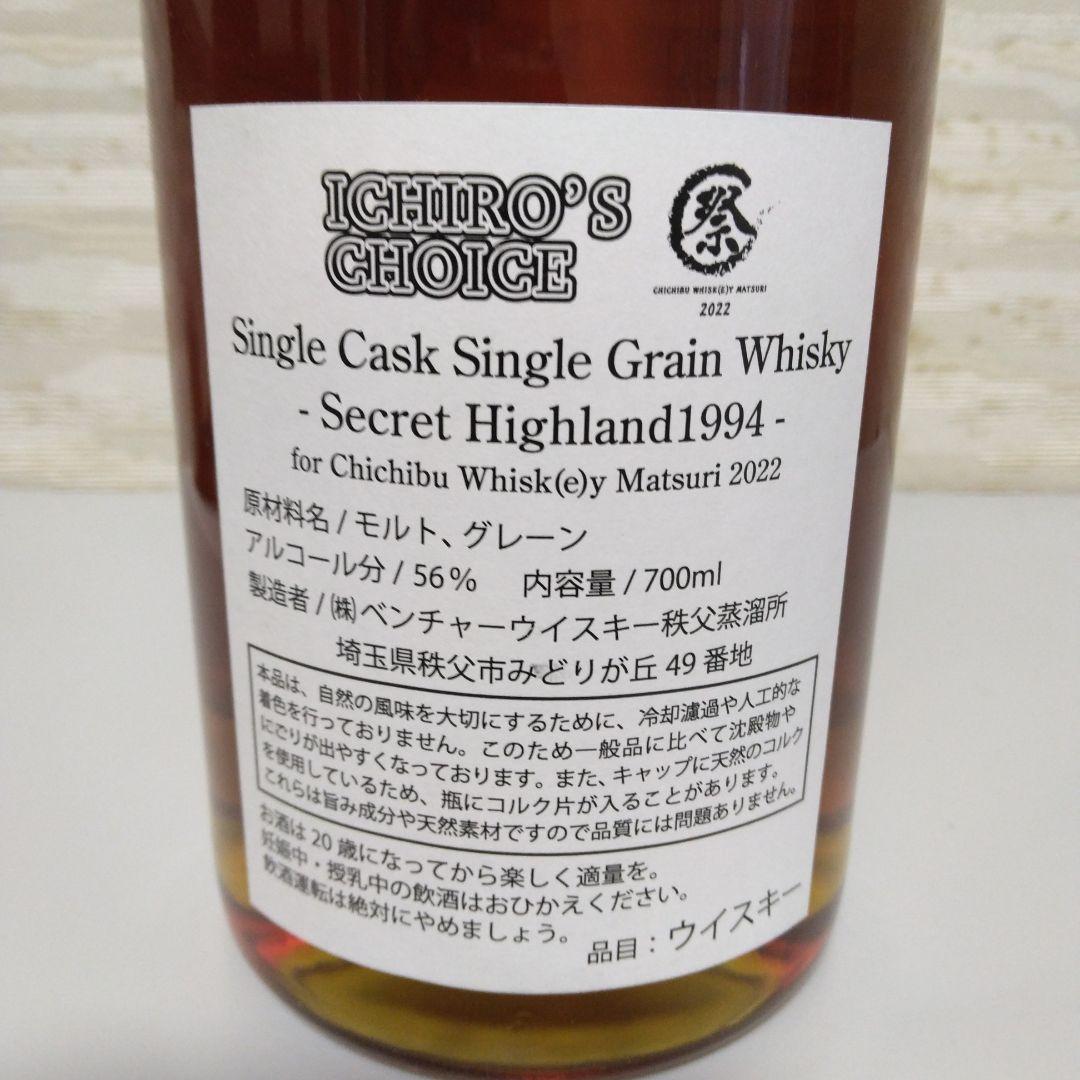 ICHIRO'S
CHOICE
祭
CHICHIBU WHISK(E)Y MATSURI
2022
Single Cask Single Grain Whisky
- Secret Highland1994 -
for Chichibu Whisk(e)y Matsuri 2022
原材料名 / モルト、グレーン
アルコール分 / 56% 内容量 / 700ml
製造者 / ㈱ベンチャーウイスキー秩父蒸溜所
埼玉県秩父市みどりが丘 49 番地
本品は、自然の風味を大切にするために、冷却濾過や人工的な
着色を行っておりません。このため一般品に比べて沈殿物や
にごりが出やすくなっております。また、キャップに天然のコルク
を使用しているため、瓶にコルク片が入ることがあります。
これらは旨み成分や天然素材ですので品質には問題ありません。
お酒は 20 歳になってから楽しく適量を。
妊娠中・授乳中の飲酒はおひかえください。
飲酒運転は絶対にやめましょう。
品目：ウイスキー